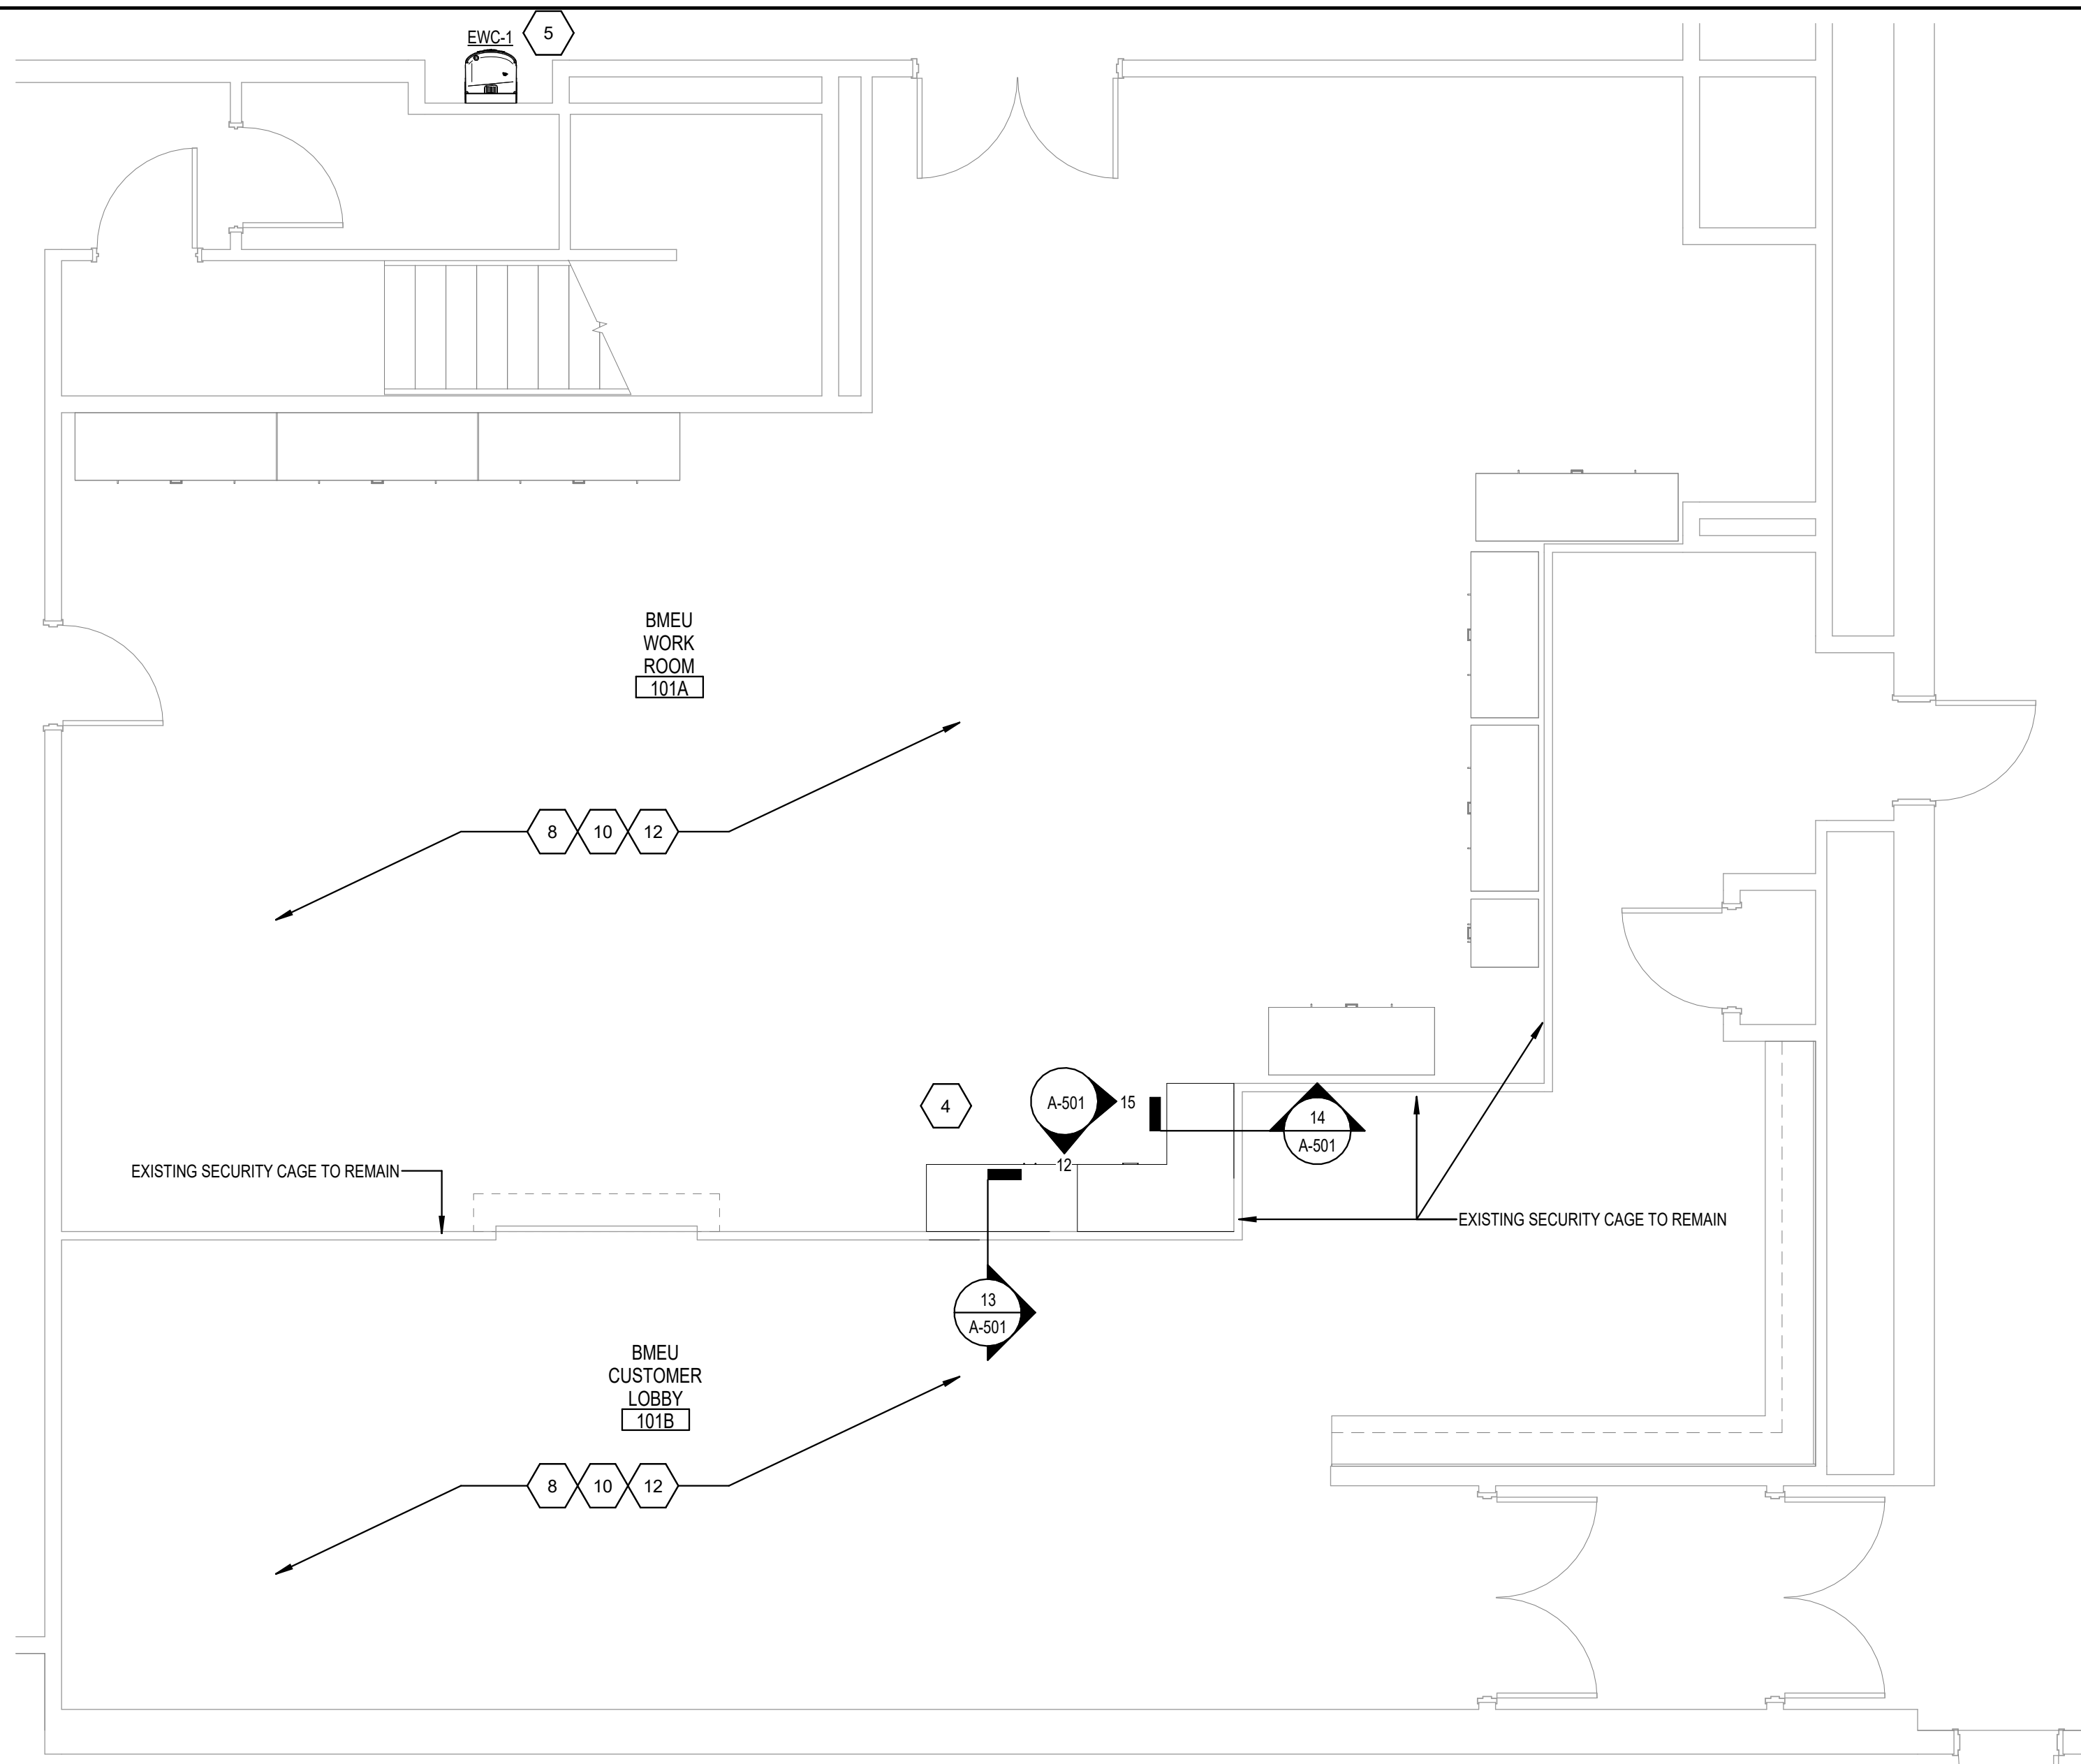 EWC-1
5
BMEU
WORK
ROOM
101A
8 10 12
4
A-501
15
12
14
A-501
EXISTING SECURITY CAGE TO REMAIN
EXISTING SECURITY CAGE TO REMAIN
13
A-501
BMEU
CUSTOMER
LOBBY
101B
8 10 12